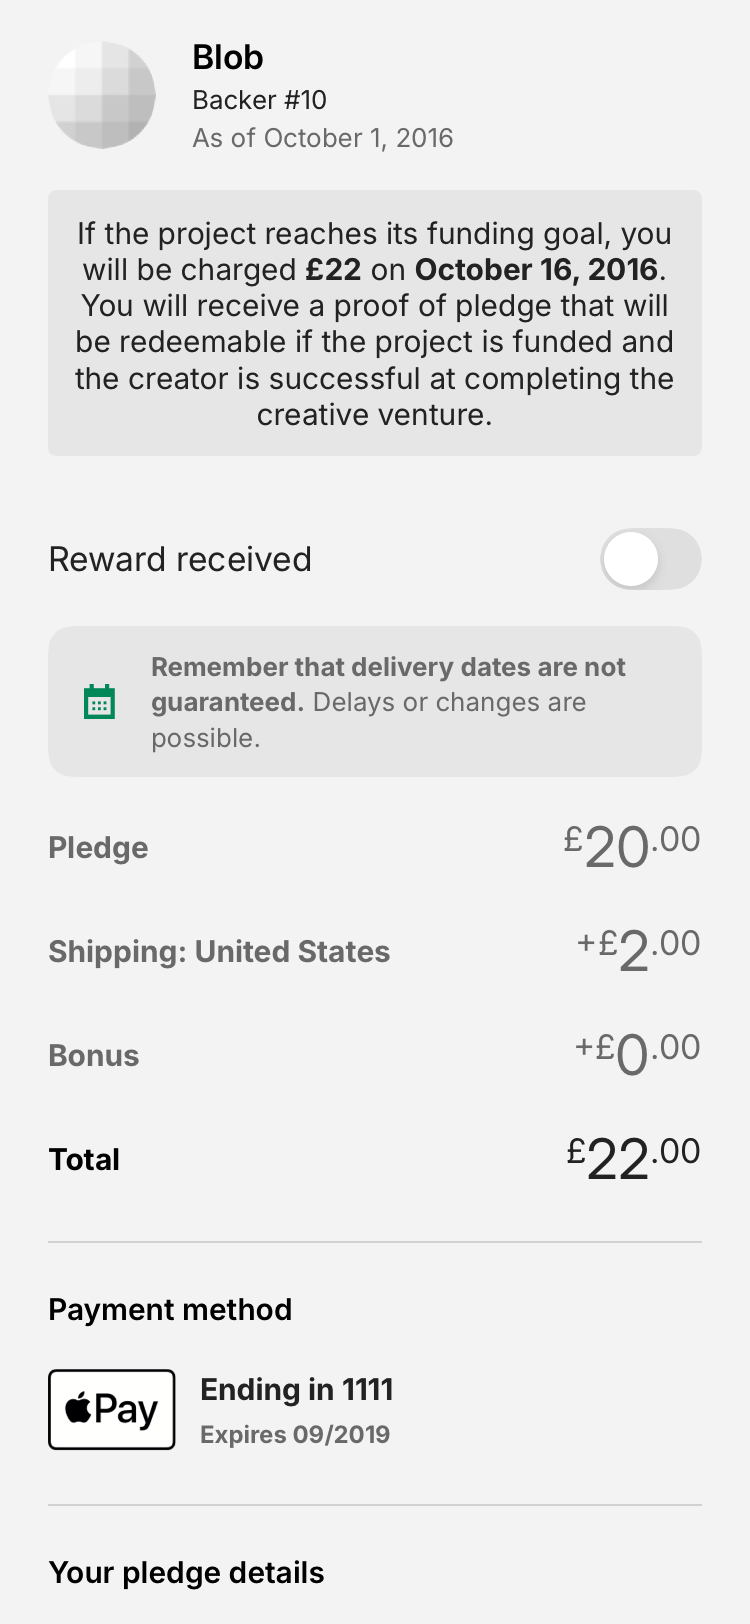 Blob
Backer #10
As of October 1, 2016
If the project reaches its funding goal, you
will be charged £22 on October 16, 2016.
You will receive a proof of pledge that will
be redeemable if the project is funded and
the creator is successful at completing the
creative venture.
Reward received
Remember that delivery dates are not
guaranteed. Delays or changes are
possible.
Pledge £20.00
Shipping: United States +£2.00
Bonus +£0.00
Total £22.00
Payment method
Pay Ending in 1111
Expires 09/2019
Your pledge details